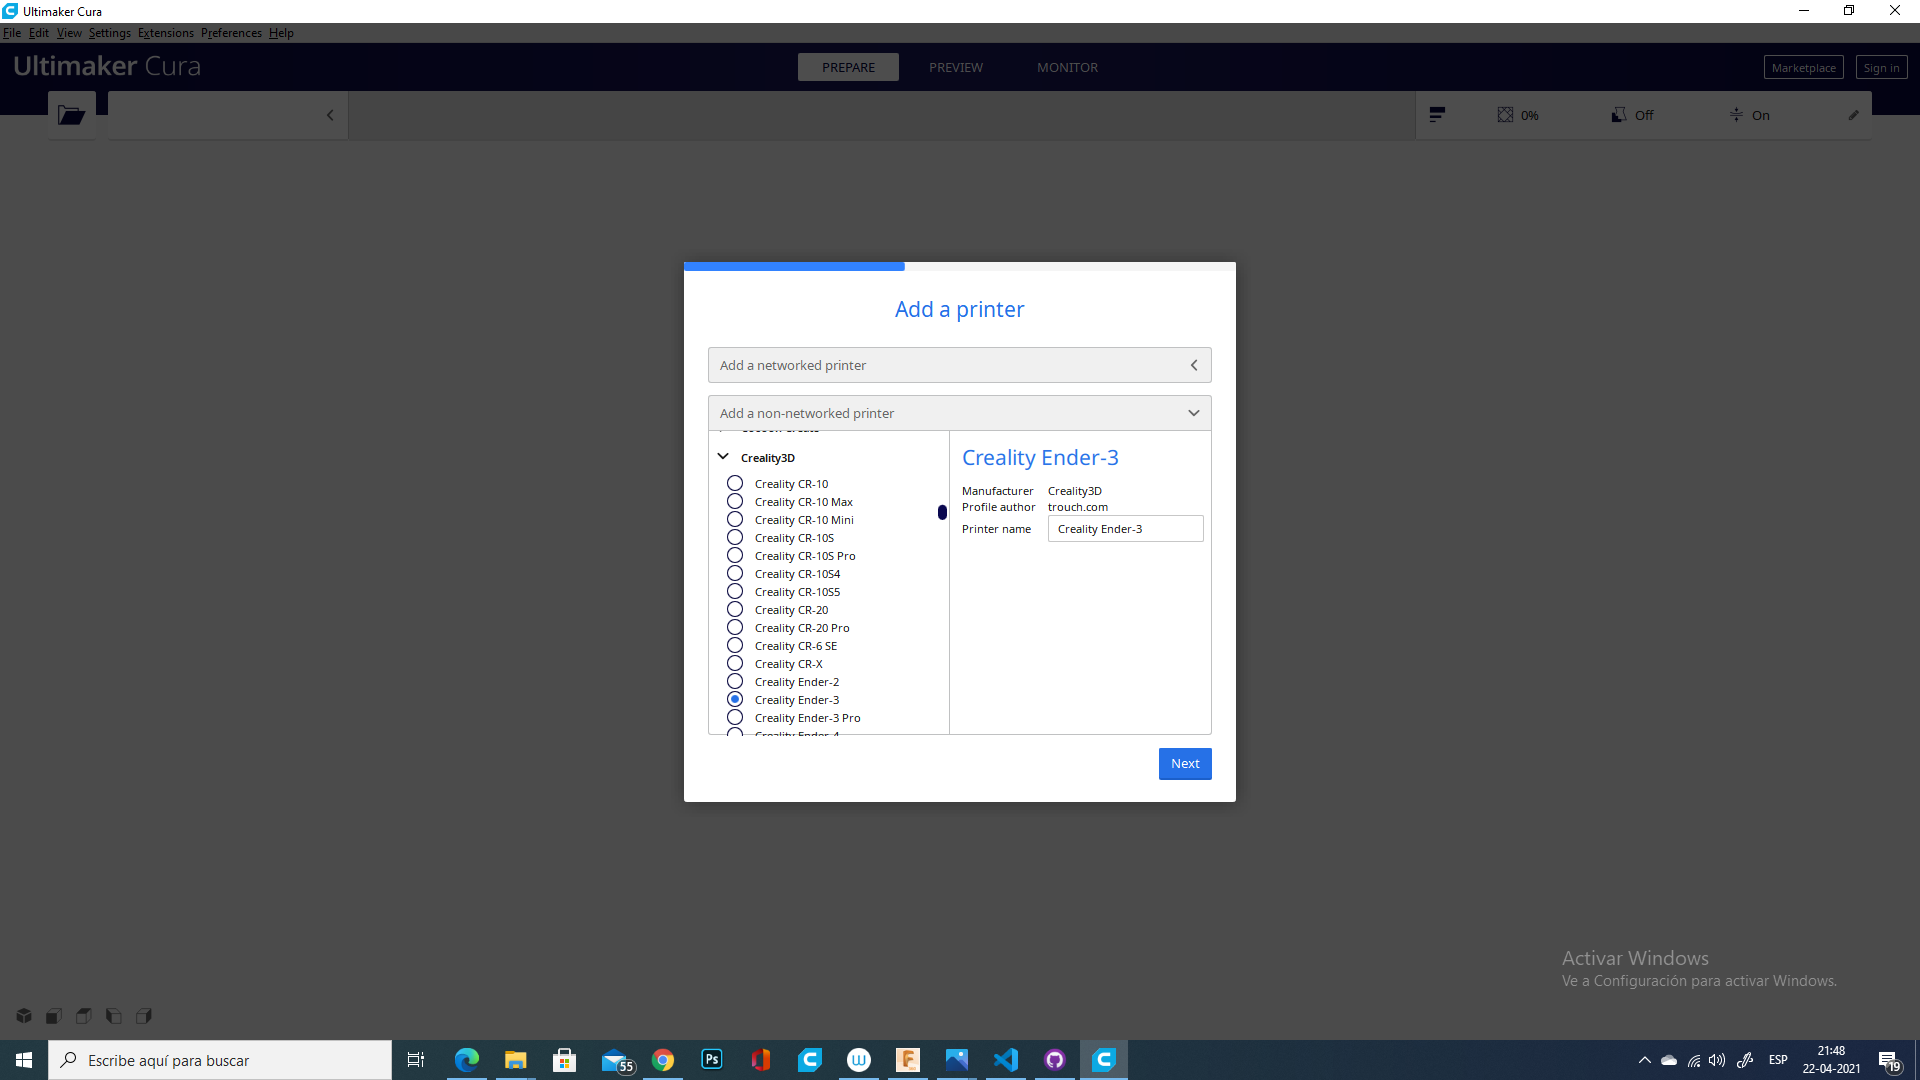 Ultimaker Cura
File Edit View Settings Extensions Preferences Help
Ultimaker Cura
PREPARE PREVIEW MONITOR
Marketplace Sign in
0% Off On
Add a printer
Add a networked printer
Add a non-networked printer
Creality3D
Creality CR-10
Creality CR-10 Max
Creality CR-10 Mini
Creality CR-10S
Creality CR-10S Pro
Creality CR-10S4
Creality CR-10S5
Creality CR-20
Creality CR-20 Pro
Creality CR-6 SE
Creality CR-X
Creality Ender-2
Creality Ender-3
Creality Ender-3 Pro
Creality Ender-4
Creality Ender-3
Manufacturer Creality3D
Profile author trouch.com
Printer name Creality Ender-3
Next
Activar Windows
Ve a Configuración para activar Windows.
Escribe aquí para buscar
55
Ps
ESP
21:48
22-04-2021
19